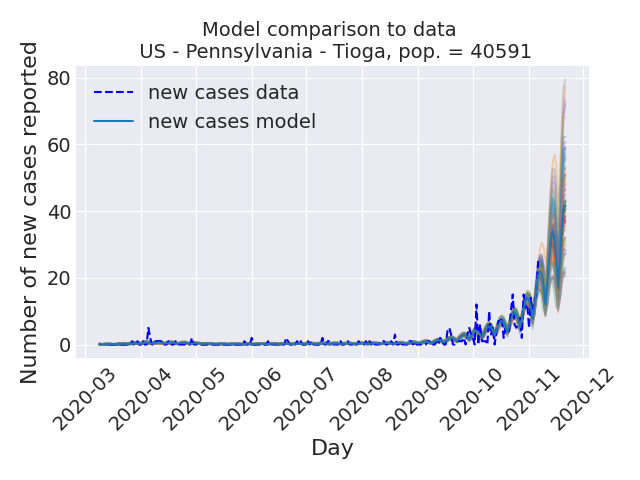 Model comparison to data
US - Pennsylvania - Tioga, pop. = 40591
Number of new cases reported
80
60
40
20
0
new cases data
new cases model
2020-03
2020-04
2020-05
2020-06
2020-07
2020-08
2020-09
2020-10
2020-11
2020-12
Day